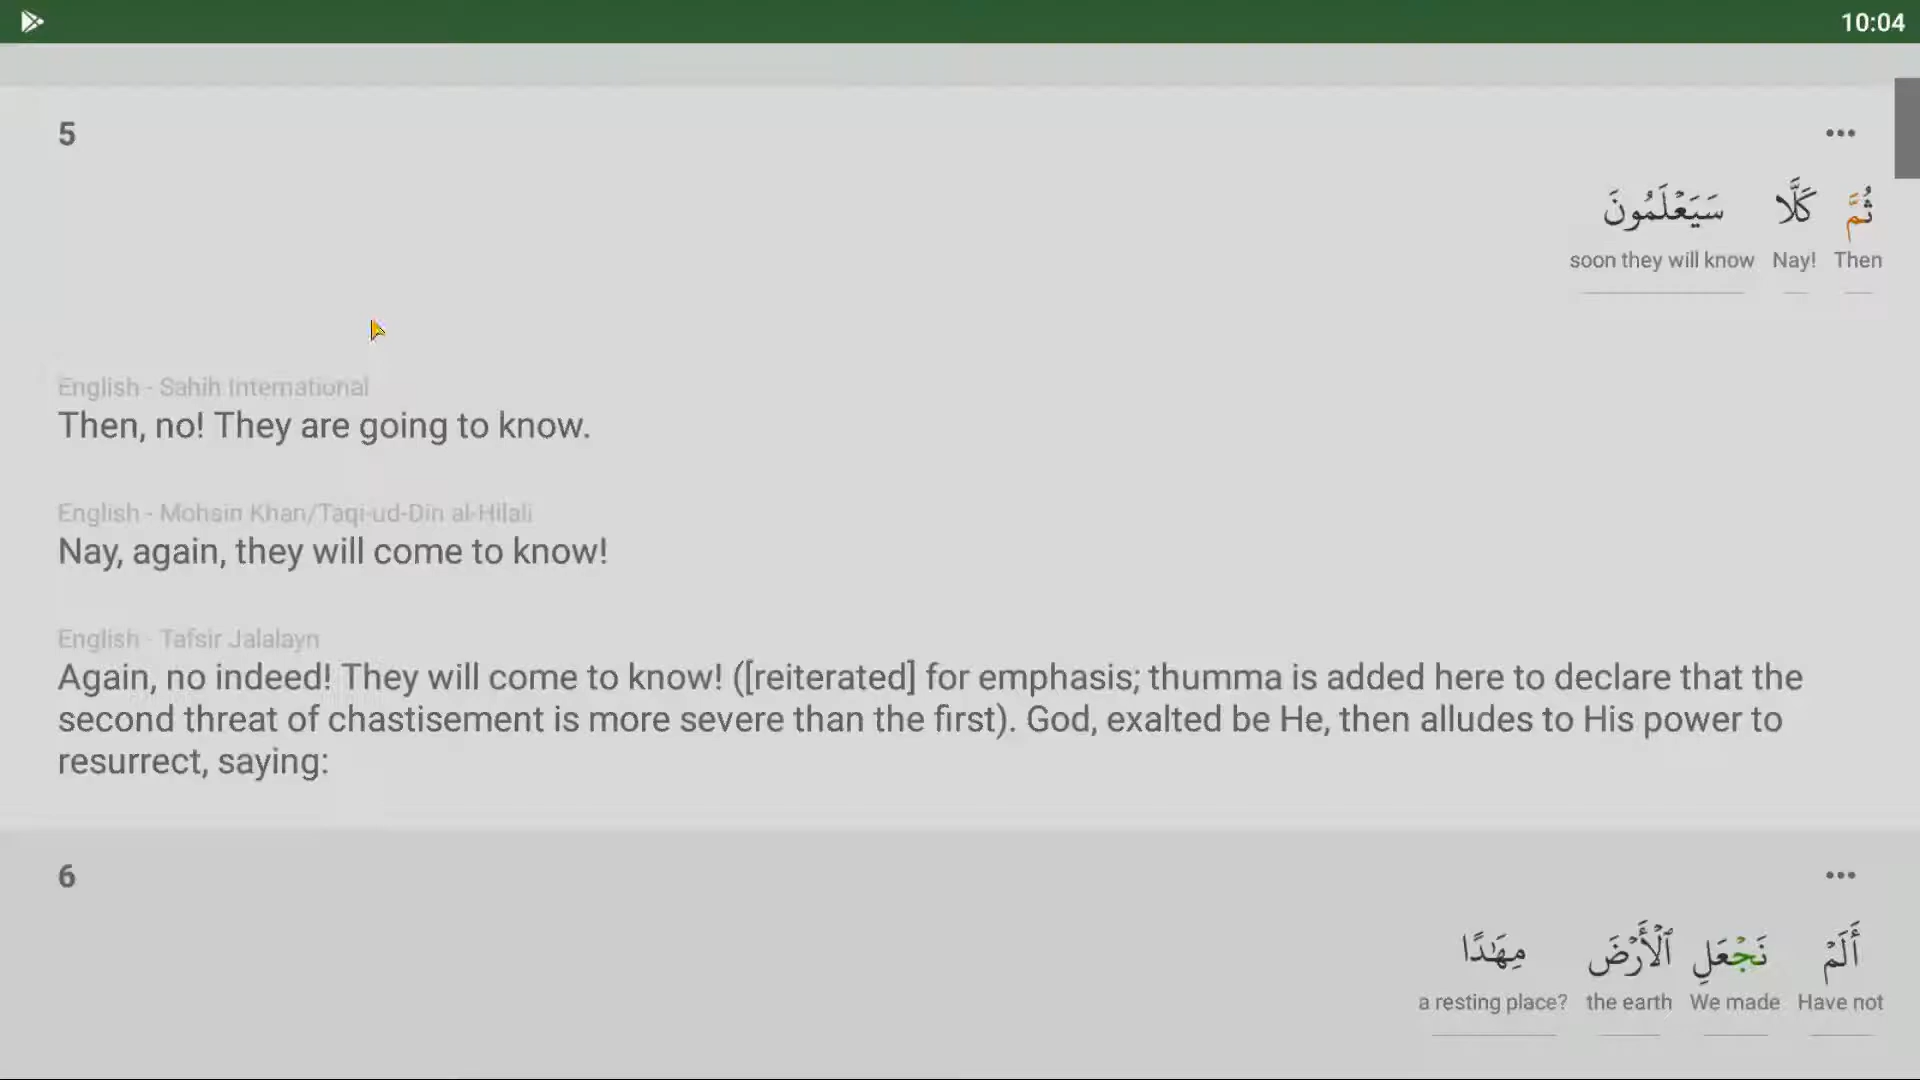 10:04
5
ثُمَّ كَلَّا سَيَعْلَمُونَ
soon they will know Nay! Then
English - Sahih International
Then, no! They are going to know.
English - Mohsin Khan/Taqi-ud-Din al-Hilali
Nay, again, they will come to know!
English - Tafsir Jalalayn
Again, no indeed! They will come to know! ([reiterated] for emphasis; thumma is added here to declare that the
second threat of chastisement is more severe than the first). God, exalted be He, then alludes to His power to
resurrect, saying:
6
أَلَمْ نَجْعَلِ ٱلْأَرْضَ مِهَـٰدًا
a resting place? the earth We made Have not